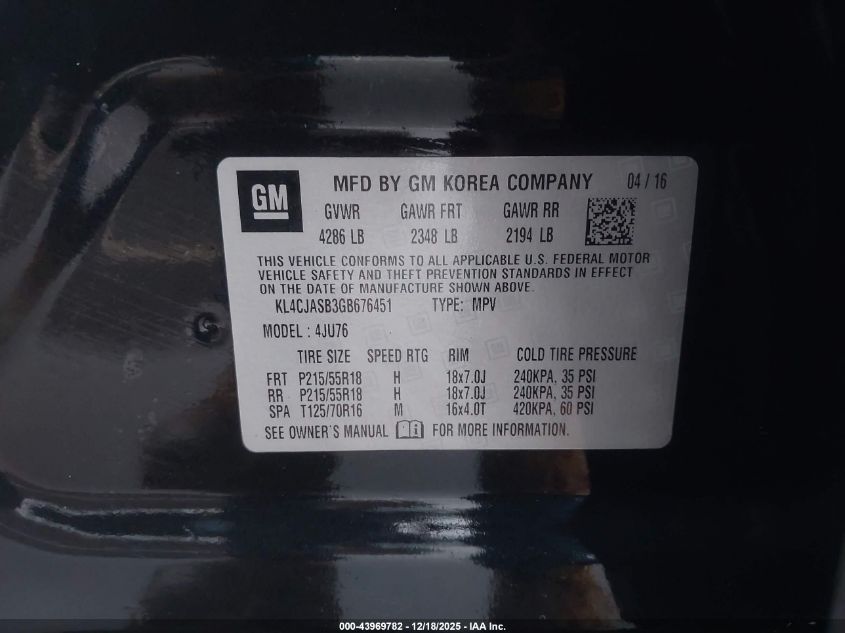 GM
MFD BY GM KOREA COMPANY 04 / 16
GVWR GAWR FRT GAWR RR
4286 LB 2348 LB 2194 LB
THIS VEHICLE CONFORMS TO ALL APPLICABLE U.S. FEDERAL MOTOR
VEHICLE SAFETY AND THEFT PREVENTION STANDARDS IN EFFECT
ON THE DATE OF MANUFACTURE SHOWN ABOVE.
KL4CJASB3GB676451 TYPE: MPV
MODEL : 4JU76
TIRE SIZE SPEED RTG RIM COLD TIRE PRESSURE
FRT P215/55R18 H 18x7.0J 240KPA, 35 PSI
RR P215/55R18 H 18x7.0J 240KPA, 35 PSI
SPA T125/70R16 M 16x4.0T 420KPA, 60 PSI
SEE OWNER'S MANUAL i FOR MORE INFORMATION.
000-43969782 - 12/18/2025 - IAA Inc.